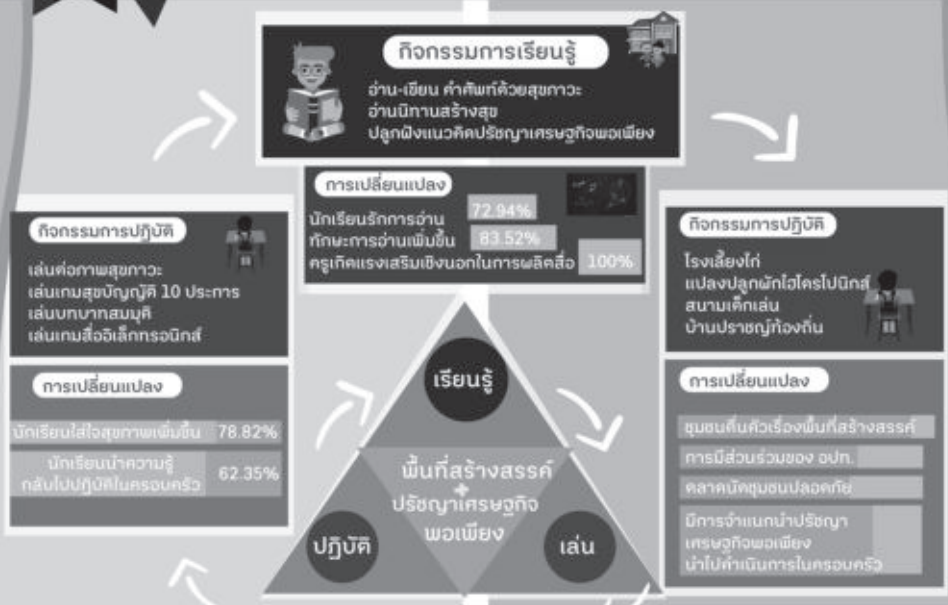 กิจกรรมการเรียนรู้
อ่าน-เขียน คำศัพท์ด้วยสุขภาวะ
อ่านนิทานสร้างสุข
ปลูกฝังแนวคิดปรัชญาเศรษฐกิจพอเพียง
การเปลี่ยนแปลง
นักเรียนรักการอ่าน 72.94%
ทักษะการอ่านเพิ่มขึ้น 83.52%
ครูเกิดแรงเสริมเชิงนอกในการผลิตสื่อ 100%
กิจกรรมการปฏิบัติ
เล่นต่อภาพสุขภาวะ
เล่นเกมสุขบัญญัติ 10 ประการ
เล่นบทบาทสมมุติ
เล่นเกมสื่ออิเล็กทรอนิกส์
การเปลี่ยนแปลง
นักเรียนใส่ใจสุขภาพเพิ่มขึ้น 78.82%
นักเรียนนำความรู้
กลับไปปฏิบัติในครอบครัว 62.35%
กิจกรรมการปฏิบัติ
โรงเลี้ยงไก่
แปลงปลูกผักไฮโดรโปนิกส์
สนามเด็กเล่น
บ้านปราชญ์ท้องถิ่น
การเปลี่ยนแปลง
ชุมชนตื่นตัวเรื่องพื้นที่สร้างสรรค์
การมีส่วนร่วมของ อปท.
ตลาดนัดชุมชนปลอดภัย
มีการจำแนกนำปรัชญา
เศรษฐกิจพอเพียง
นำไปดำเนินการในครอบครัว
เรียนรู้
พื้นที่สร้างสรรค์
+
ปรัชญาเศรษฐกิจ
พอเพียง
ปฏิบัติ
เล่น